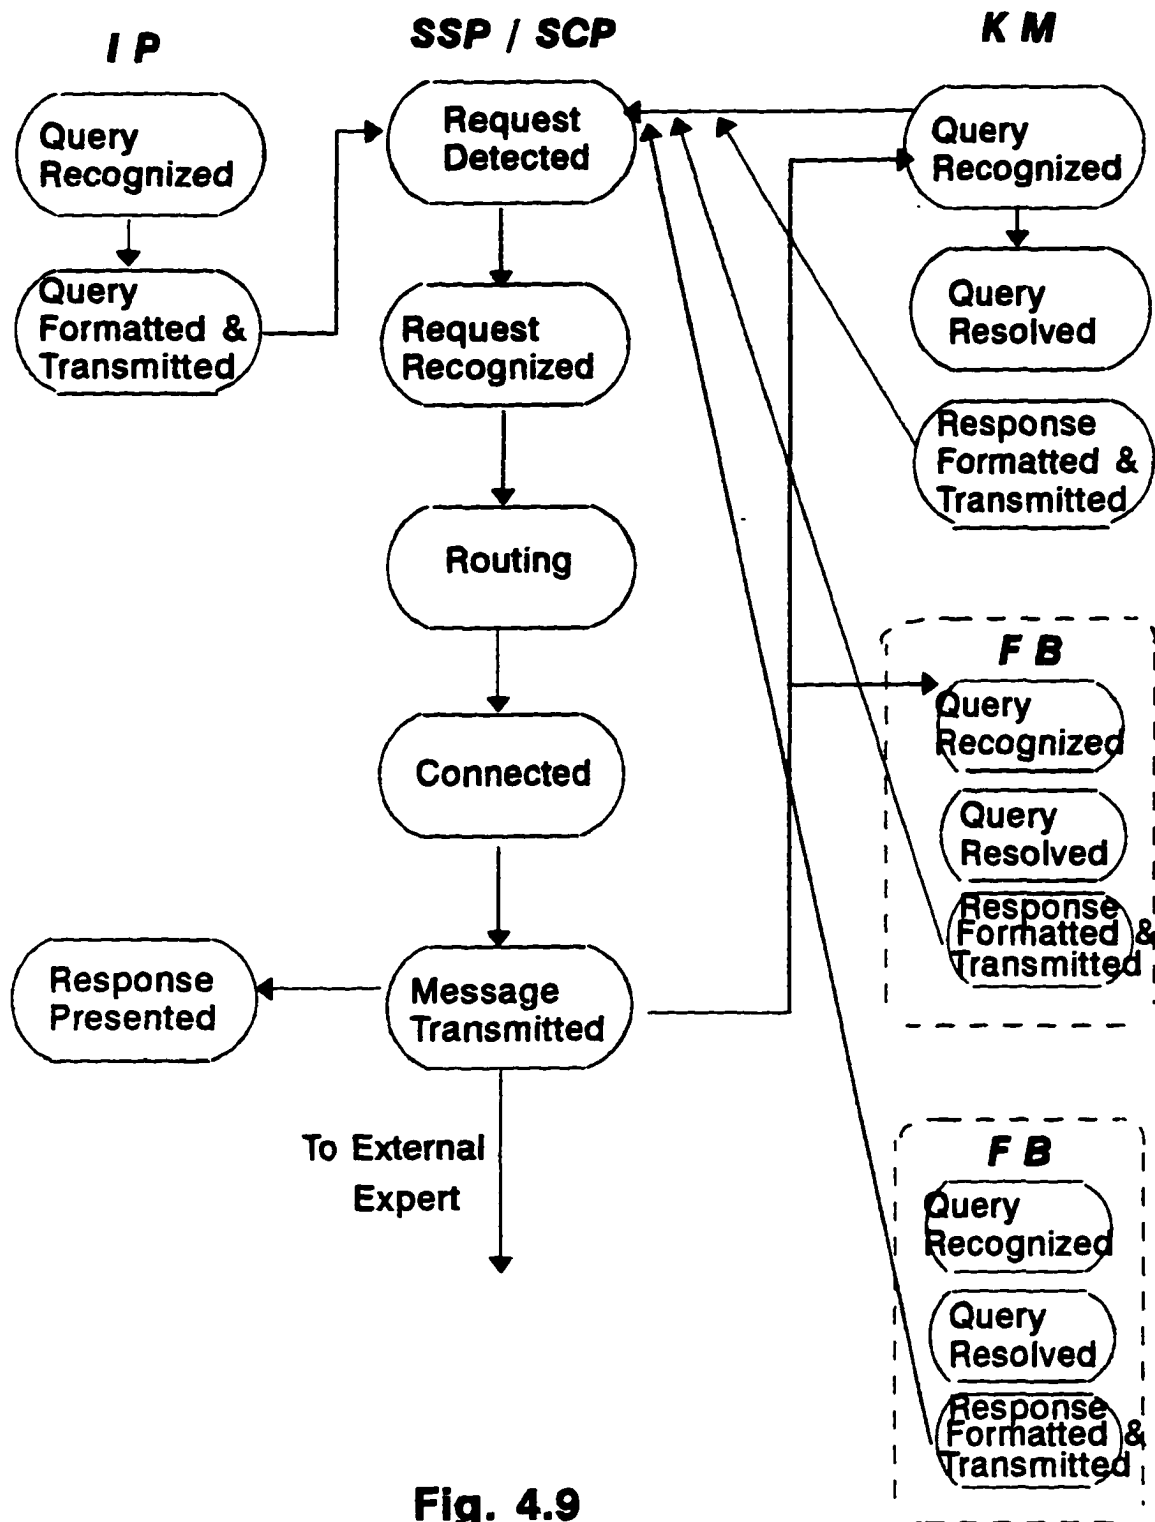 I P
SSP / SCP
K M
Query
Recognized
Query
Formatted &
Transmitted
Request
Detected
Request
Recognized
Routing
Connected
Message
Transmitted
Response
Presented
To External
Expert
Query
Recognized
Query
Resolved
Response
Formatted &
Transmitted
F B
Query
Recognized
Query
Resolved
Response
Formatted &
Transmitted
F B
Query
Recognized
Query
Resolved
Response
Formatted &
Transmitted
Fig. 4.9